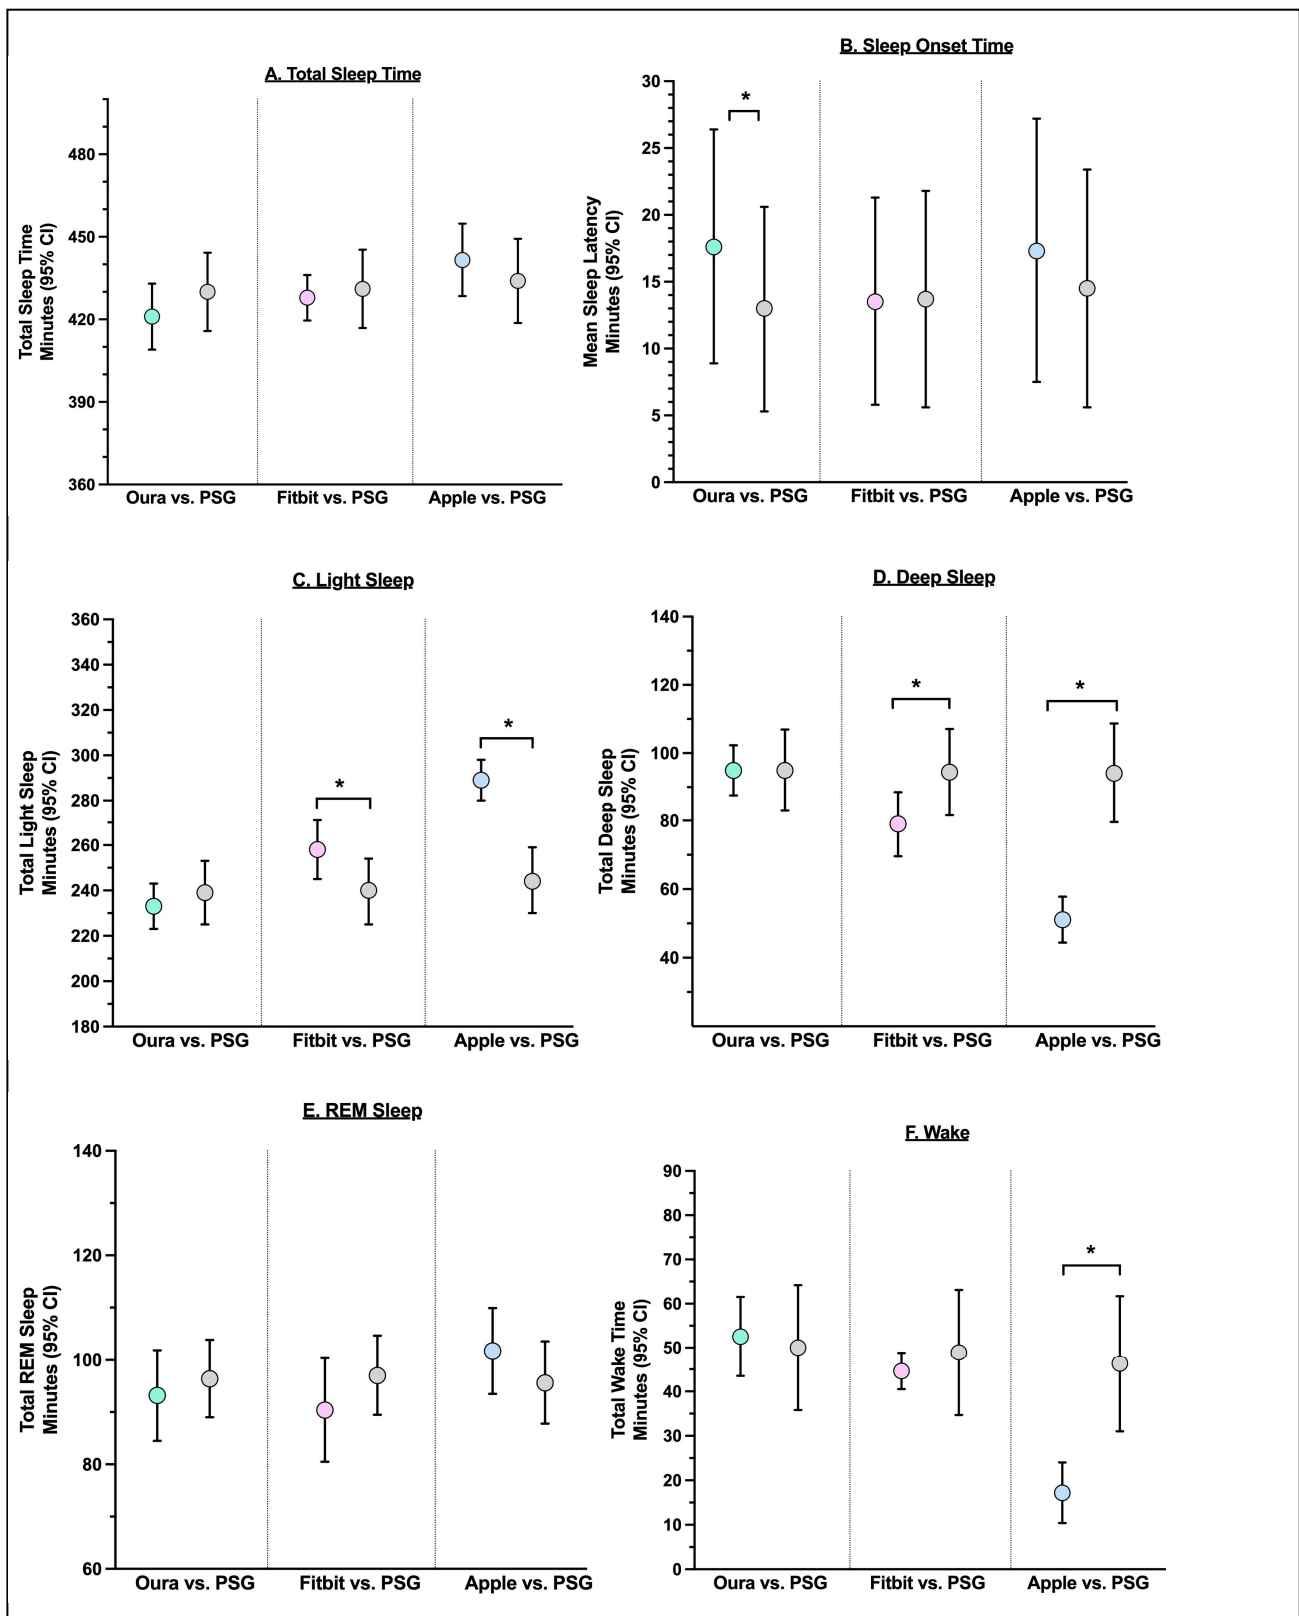 A. Total Sleep Time
Total Sleep Time
Minutes (95% CI)
480
450
420
390
360
Oura vs. PSG
Fitbit vs. PSG
Apple vs. PSG
B. Sleep Onset Time
Mean Sleep Latency
Minutes (95% CI)
30
25
20
15
10
5
0
*
Oura vs. PSG
Fitbit vs. PSG
Apple vs. PSG
C. Light Sleep
Total Light Sleep
Minutes (95% CI)
360
340
320
300
280
260
240
220
200
180
*
*
Oura vs. PSG
Fitbit vs. PSG
Apple vs. PSG
D. Deep Sleep
Total Deep Sleep
Minutes (95% CI)
140
120
100
80
60
40
*
*
Oura vs. PSG
Fitbit vs. PSG
Apple vs. PSG
E. REM Sleep
Total REM Sleep
Minutes (95% CI)
140
120
100
80
60
Oura vs. PSG
Fitbit vs. PSG
Apple vs. PSG
F. Wake
Total Wake Time
Minutes (95% CI)
90
80
70
60
50
40
30
20
10
0
*
Oura vs. PSG
Fitbit vs. PSG
Apple vs. PSG